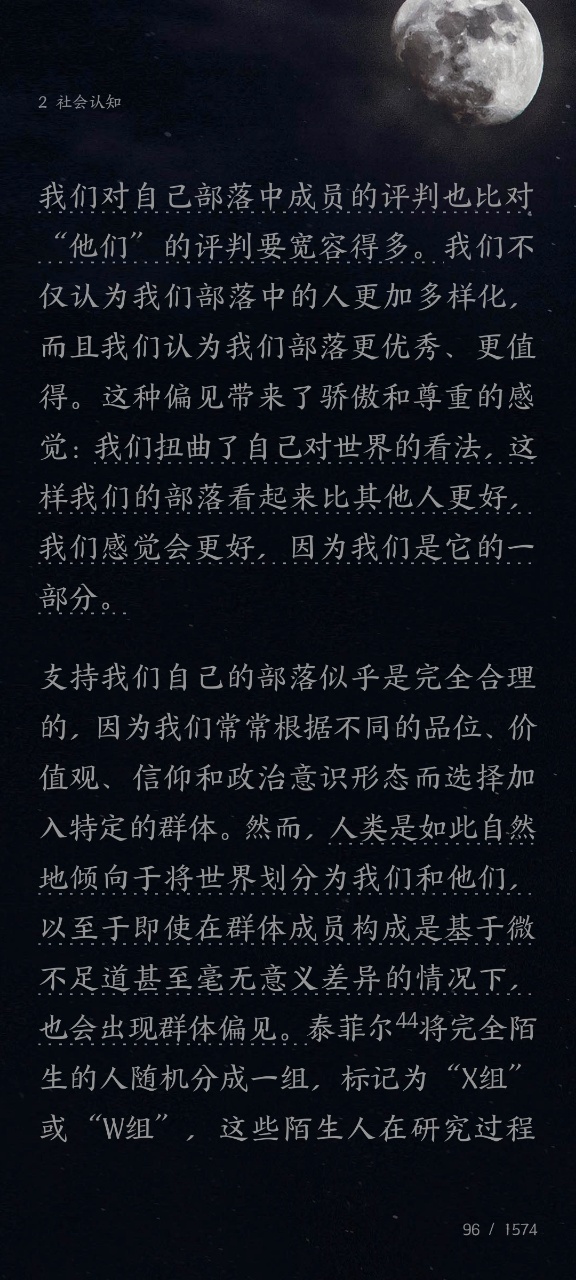 2 社会认知
我们对自己部落中成员的评判也比对
“他们”的评判要宽容得多。我们不
仅认为我们部落中的人更加多样化，
而且我们认为我们部落更优秀、更值
得。这种偏见带来了骄傲和尊重的感
觉：我们扭曲了自己对世界的看法，这
样我们的部落看起来比其他人更好，
我们感觉会更好，因为我们是它的一
部分。
支持我们自己的部落似乎是完全合理
的，因为我们常常根据不同的品位、价
值观、信仰和政治意识形态而选择加
入特定的群体。然而，人类是如此自然
地倾向于将世界划分为我们和他们，
以至于即使在群体成员构成是基于微
不足道甚至毫无意义差异的情况下，
也会出现群体偏见。泰菲尔44将完全陌
生的人随机分成一组，标记为“X组”
或“W组”，这些陌生人在研究过程
96 / 1574